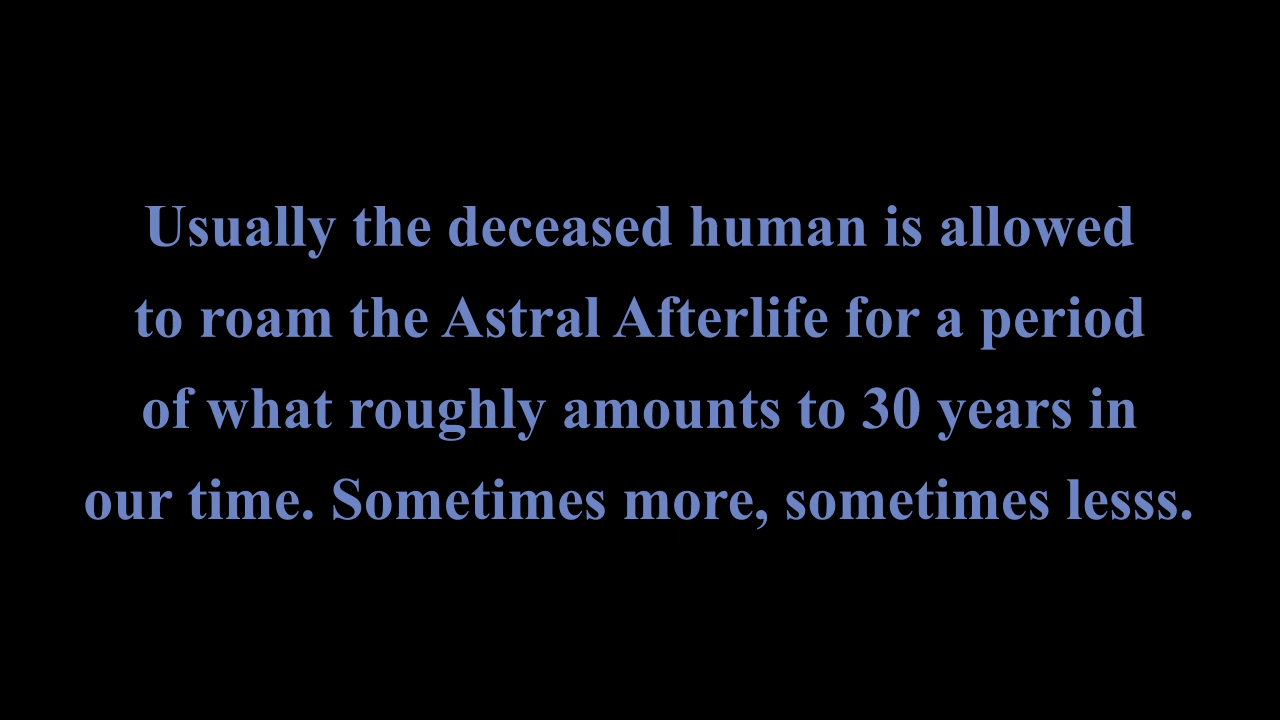 Usually the deceased human is allowed
to roam the Astral Afterlife for a period
of what roughly amounts to 30 years in
our time. Sometimes more, sometimes lesss.